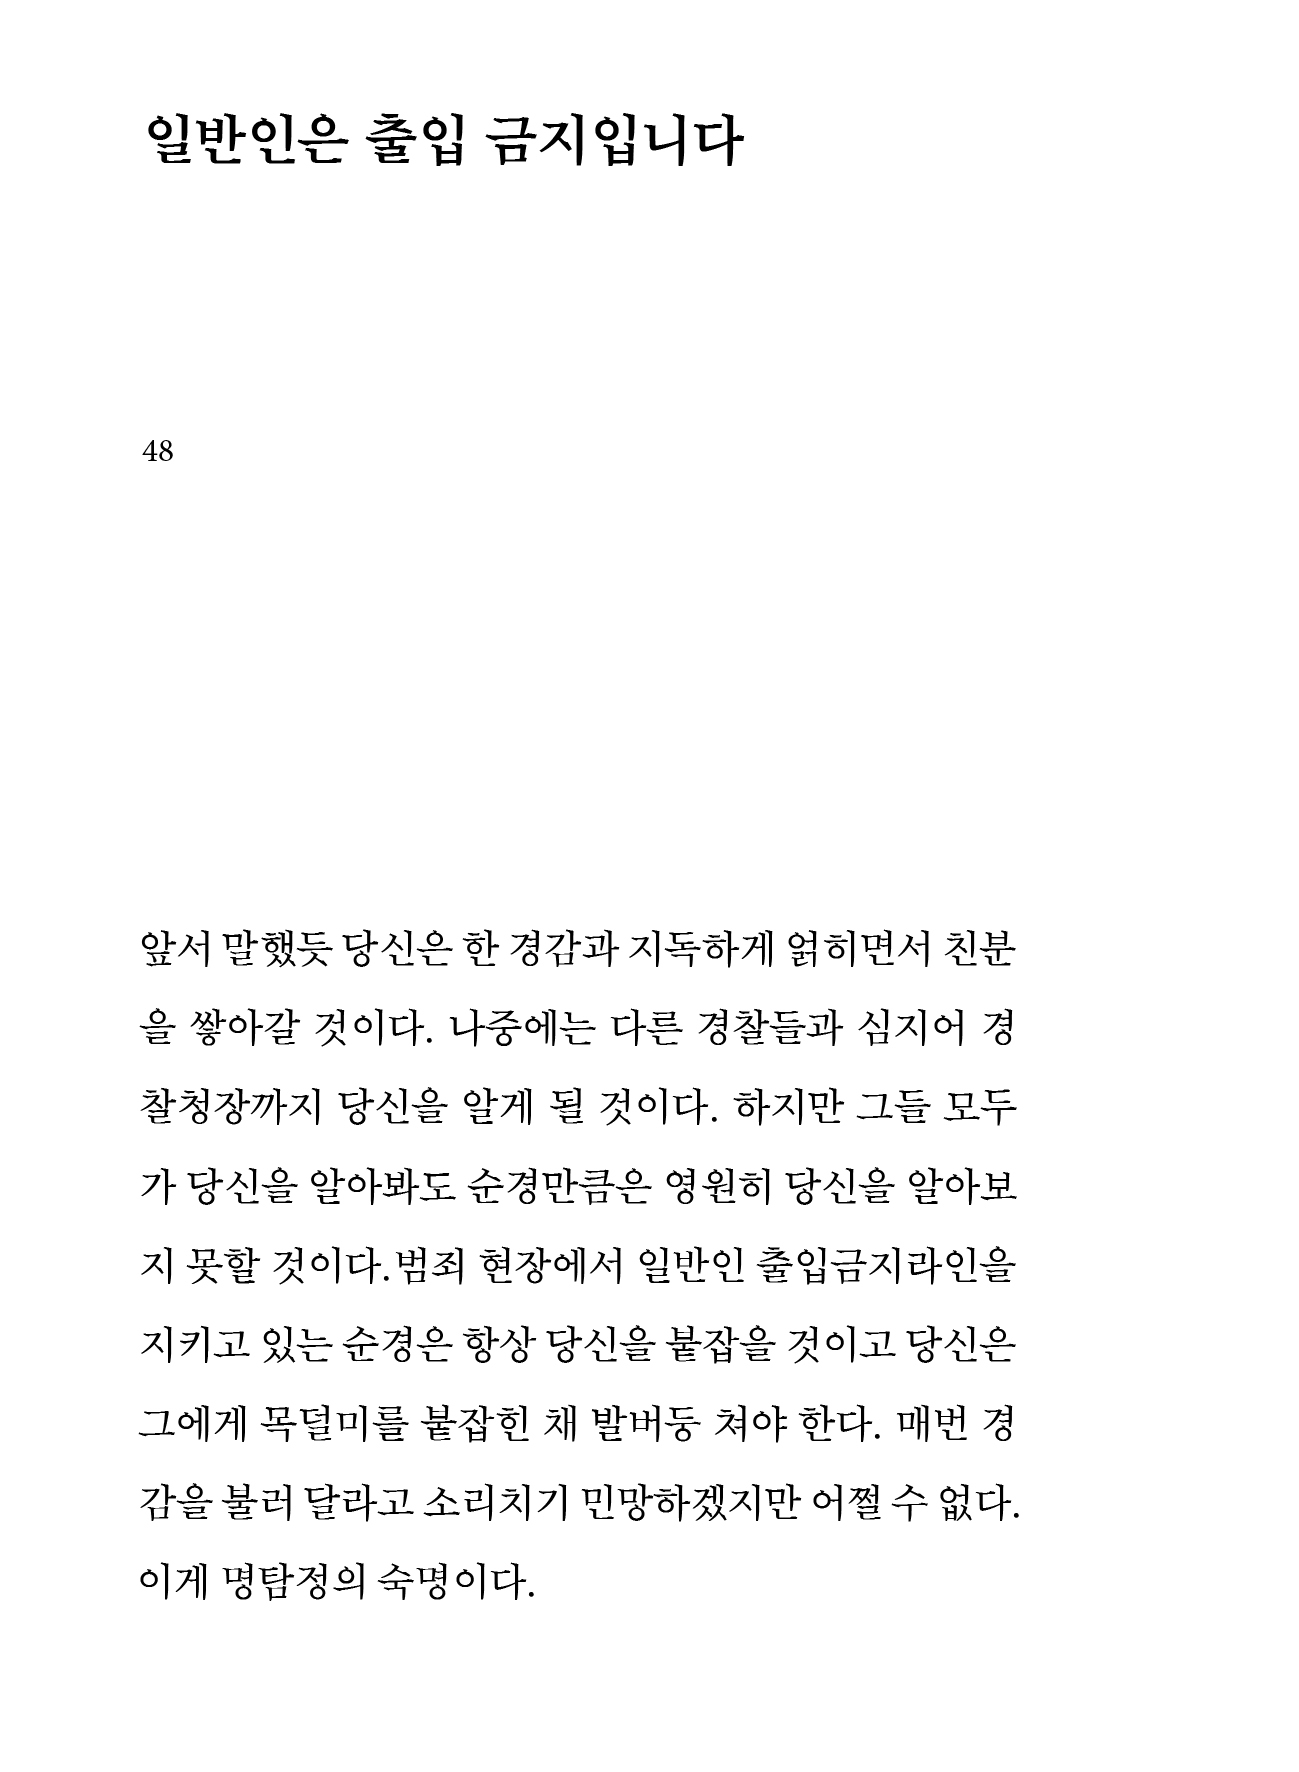 일반인은 출입 금지입니다
48
앞서 말했듯 당신은 한 경감과 지독하게 얽히면서 친분
을 쌓아갈 것이다. 나중에는 다른 경찰들과 심지어 경
찰청장까지 당신을 알게 될 것이다. 하지만 그들 모두
가 당신을 알아봐도 순경만큼은 영원히 당신을 알아보
지 못할 것이다.범죄 현장에서 일반인 출입금지라인을
지키고 있는 순경은 항상 당신을 붙잡을 것이고 당신은
그에게 목덜미를 붙잡힌 채 발버둥 쳐야 한다. 매번 경
감을 불러 달라고 소리치기 민망하겠지만 어쩔 수 없다.
이게 명탐정의 숙명이다.